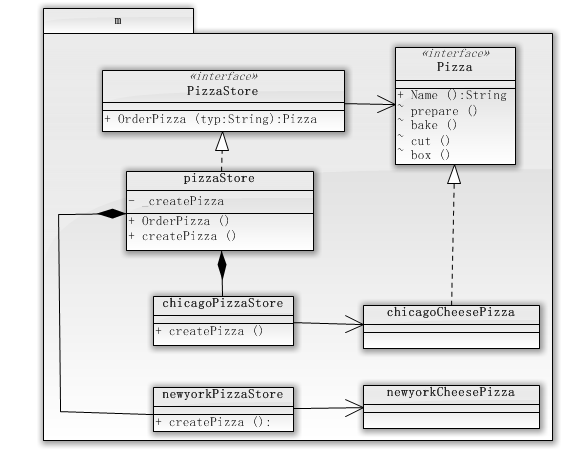 m
«interface»
PizzaStore
+ OrderPizza (typ:String):Pizza
«interface»
Pizza
+ Name ():String
~ prepare ()
~ bake ()
~ cut ()
~ box ()
pizzaStore
- _createPizza
+ OrderPizza ()
+ createPizza ()
chicagoPizzaStore
+ createPizza ()
chicagoCheesePizza
newyorkPizzaStore
+ createPizza ():
newyorkCheesePizza